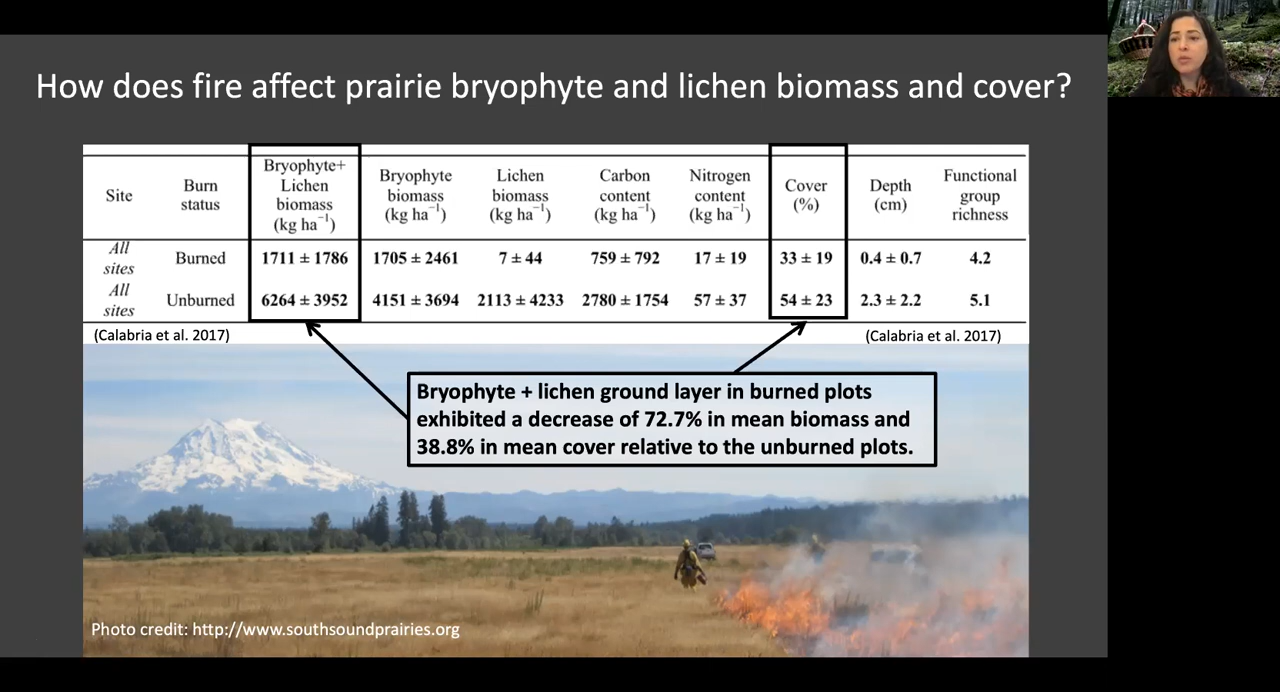 How does fire affect prairie bryophyte and lichen biomass and cover?
Site
Burn
status
Bryophyte+
Lichen
biomass
(kg ha⁻¹)
Bryophyte
biomass
(kg ha⁻¹)
Lichen
biomass
(kg ha⁻¹)
Carbon
content
(kg ha⁻¹)
Nitrogen
content
(kg ha⁻¹)
Cover
(%)
Depth
(cm)
Functional
group
richness
All
sites
Burned 1711 ± 1786 1705 ± 2461 7 ± 44 759 ± 792 17 ± 19 33 ± 19 0.4 ± 0.7 4.2
All
sites
Unburned 6264 ± 3952 4151 ± 3694 2113 ± 4233 2780 ± 1754 57 ± 37 54 ± 23 2.3 ± 2.2 5.1
(Calabria et al. 2017)
(Calabria et al. 2017)
Bryophyte + lichen ground layer in burned plots
exhibited a decrease of 72.7% in mean biomass and
38.8% in mean cover relative to the unburned plots.
Photo credit: http://www.southsoundprairies.org